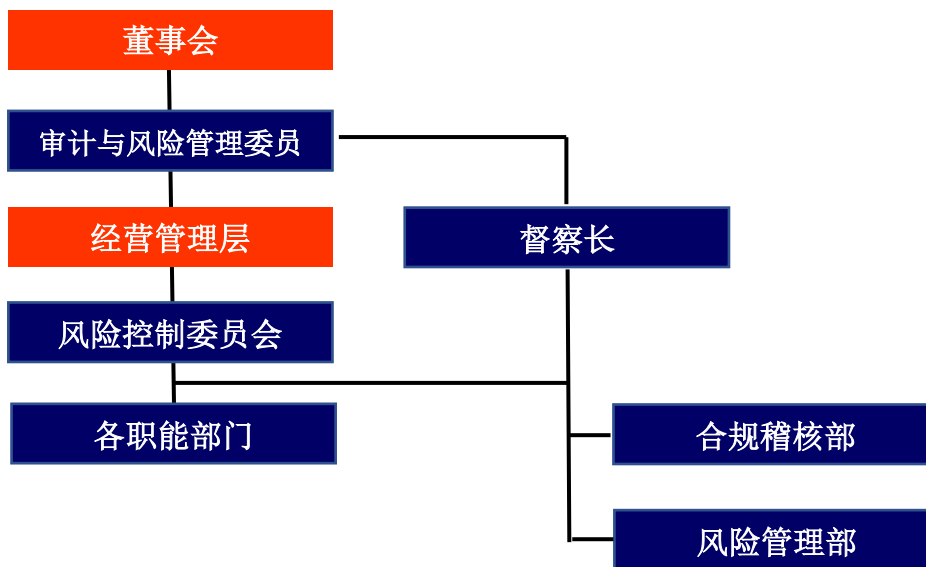 董事会
审计与风险管理委员
经营管理层
督察长
风险控制委员会
各职能部门
合规稽核部
风险管理部